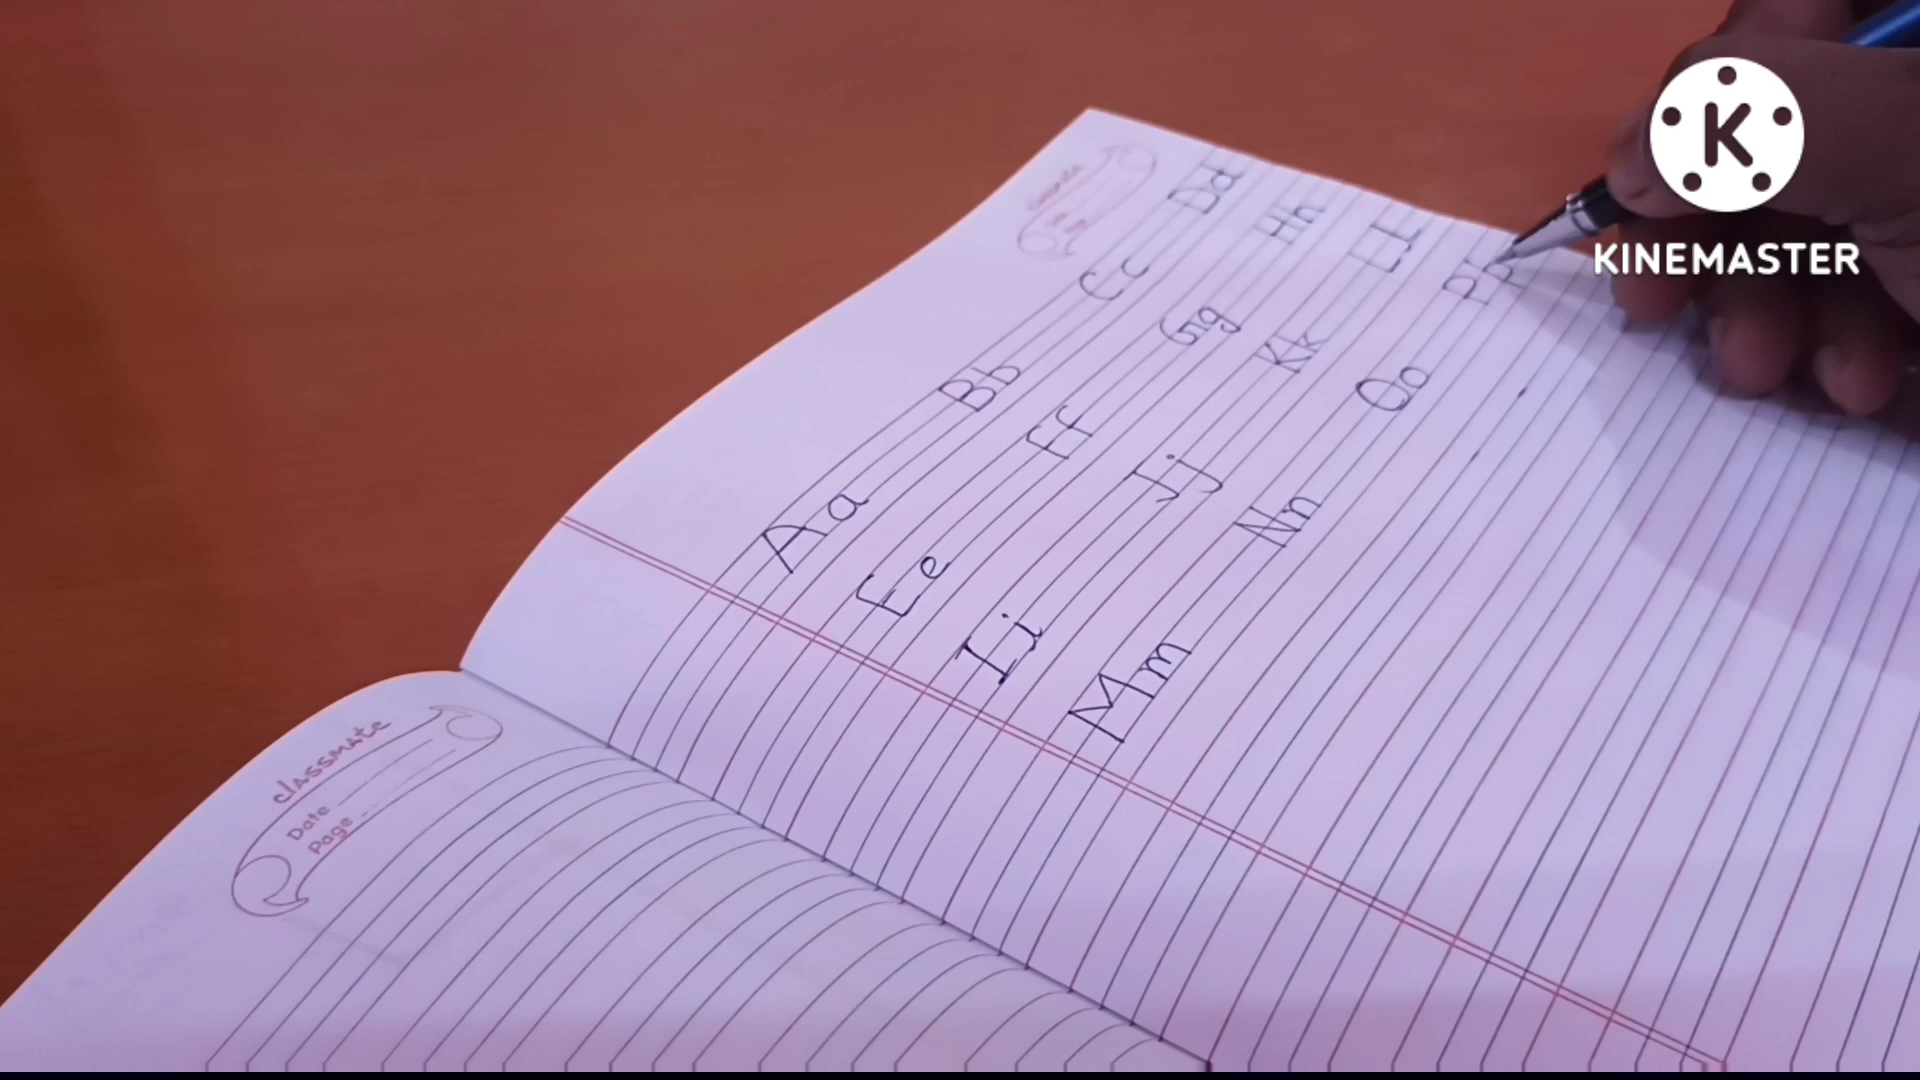 Aa Bb Cc Dd
Ee Ff Gg Hh
Ii Jj Kk Ll
Mm Nn Oo Pp
classmate
Date
Page
K
KINEMASTER